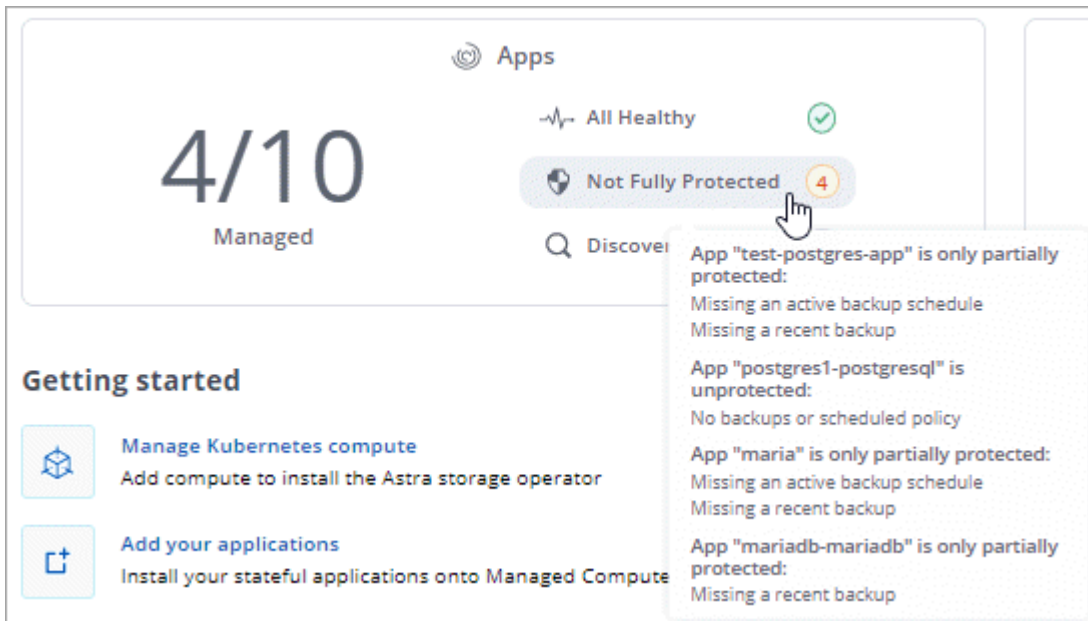 Apps
4/10
Managed
All Healthy
Not Fully Protected 4
App "test-postgres-app" is only partially
protected:
Missing an active backup schedule
Missing a recent backup
App "postgres1-postgresql" is
unprotected:
No backups or scheduled policy
App "maria" is only partially protected:
Missing an active backup schedule
Missing a recent backup
App "mariadb-mariadb" is only partially
protected:
Missing a recent backup
Getting started
Manage Kubernetes compute
Add compute to install the Astra storage operator
Add your applications
Install your stateful applications onto Managed Compute